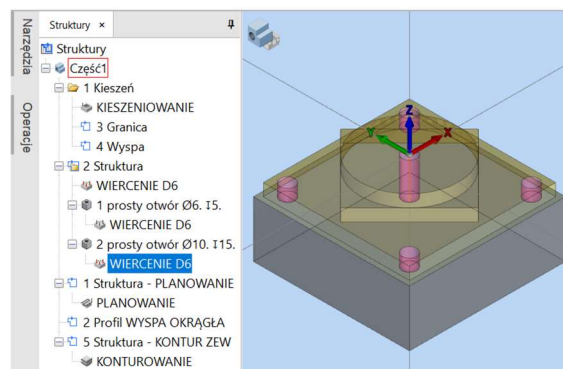 Narzędzia
Operacje
Struktury ×
Struktury
Część1
1 Kieszeń
KIESZENIOWANIE
3 Granica
4 Wyspa
2 Struktura
WIERCENIE D6
1 prosty otwór Ø6. ↧5.
WIERCENIE D6
2 prosty otwór Ø10. ↧15.
WIERCENIE D6
1 Struktura - PLANOWANIE
PLANOWANIE
2 Profil WYSPA OKRĄGŁA
5 Struktura - KONTUR ZEW
KONTUROWANIE
Z
Y
X